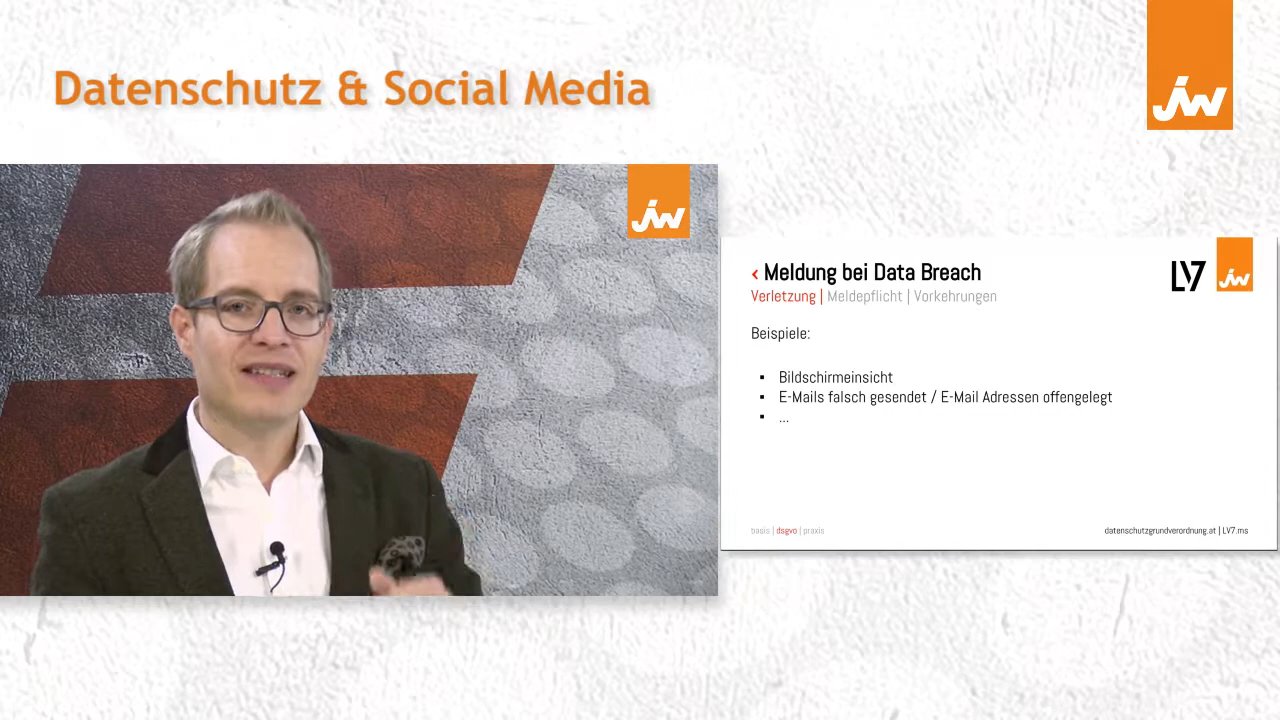 Datenschutz & Social Media
jw
jw
‹ Meldung bei Data Breach
LV7
jw
Verletzung | Meldepflicht | Vorkehrungen
Beispiele:
▪ Bildschirmeinsicht
▪ E-Mails falsch gesendet / E-Mail Adressen offengelegt
▪ ...
basis | dsgvo | praxis
datenschutzgrundverordnung.at | LV7.ms